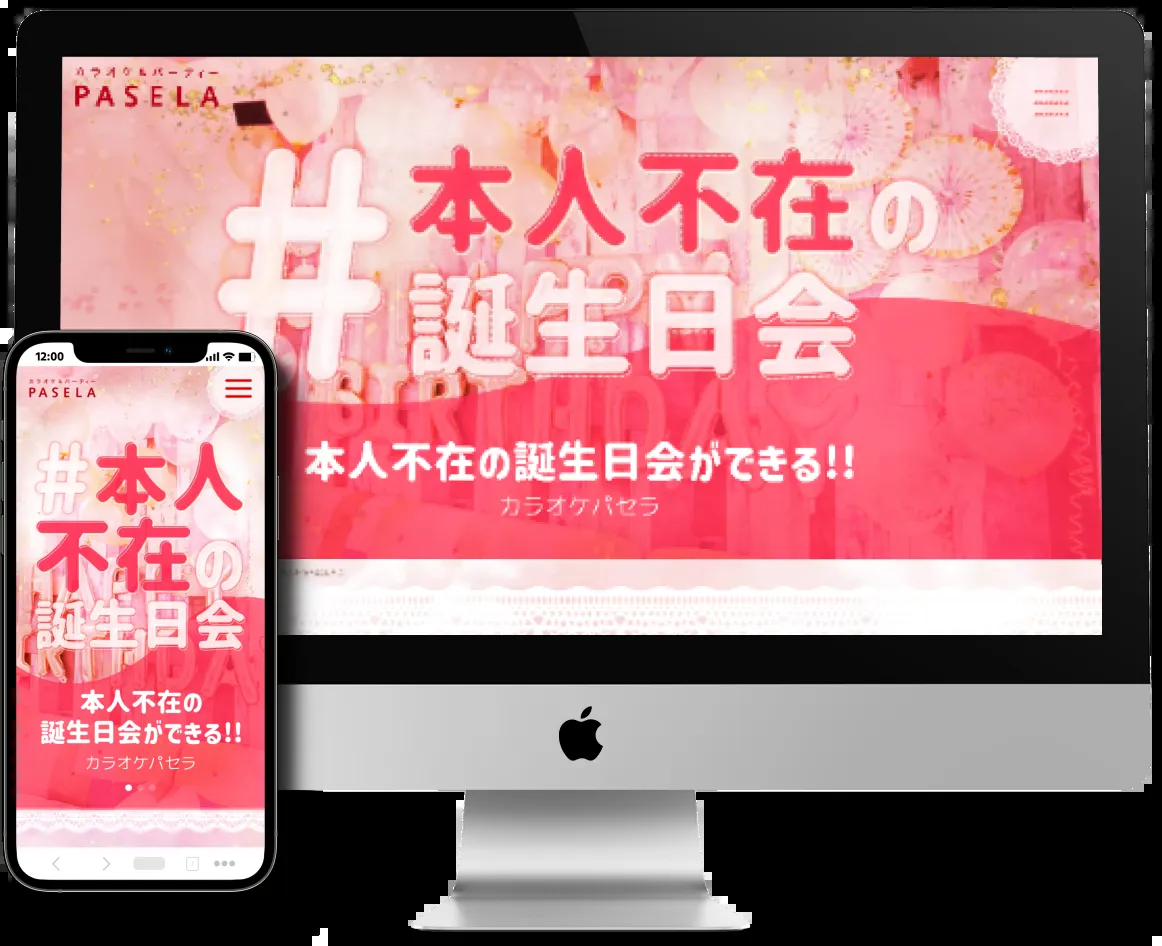 カラオケ&パーティー
PASELA
#本人不在の
誕生日会
BIRTHDA
本人不在の誕生日会ができる!!
カラオケパセラ
12:00
カラオケ&パーティー
PASELA
#本人
不在の
誕生日会
本人不在の
誕生日会ができる!!
カラオケパセラ